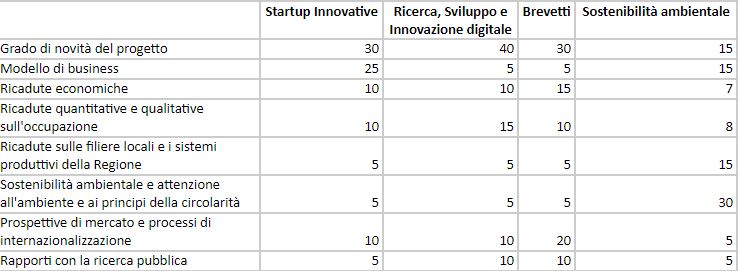 Startup Innovative Ricerca, Sviluppo e Innovazione digitale Brevetti Sostenibilità ambientale
Grado di novità del progetto 30 40 30 15
Modello di business 25 5 5 15
Ricadute economiche 10 10 15 7
Ricadute quantitative e qualitative
sull'occupazione 10 15 10 8
Ricadute sulle filiere locali e i sistemi
produttivi della Regione 5 5 5 15
Sostenibilità ambientale e attenzione
all'ambiente e ai principi della circolarità 5 5 5 30
Prospettive di mercato e processi di
internazionalizzazione 10 10 20 5
Rapporti con la ricerca pubblica 5 10 10 5